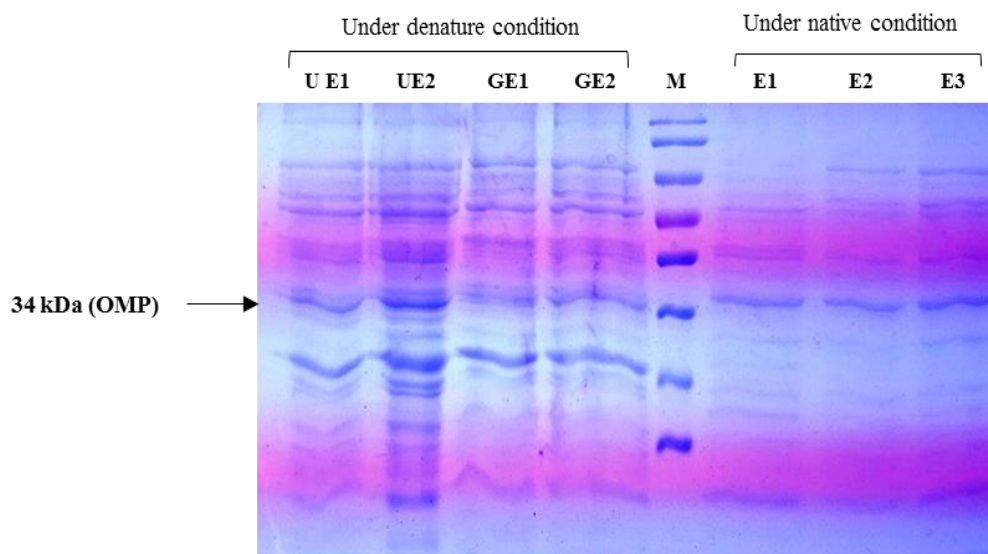 Under denature condition
Under native condition
U E1 UE2 GE1 GE2 M E1 E2 E3
34 kDa (OMP)